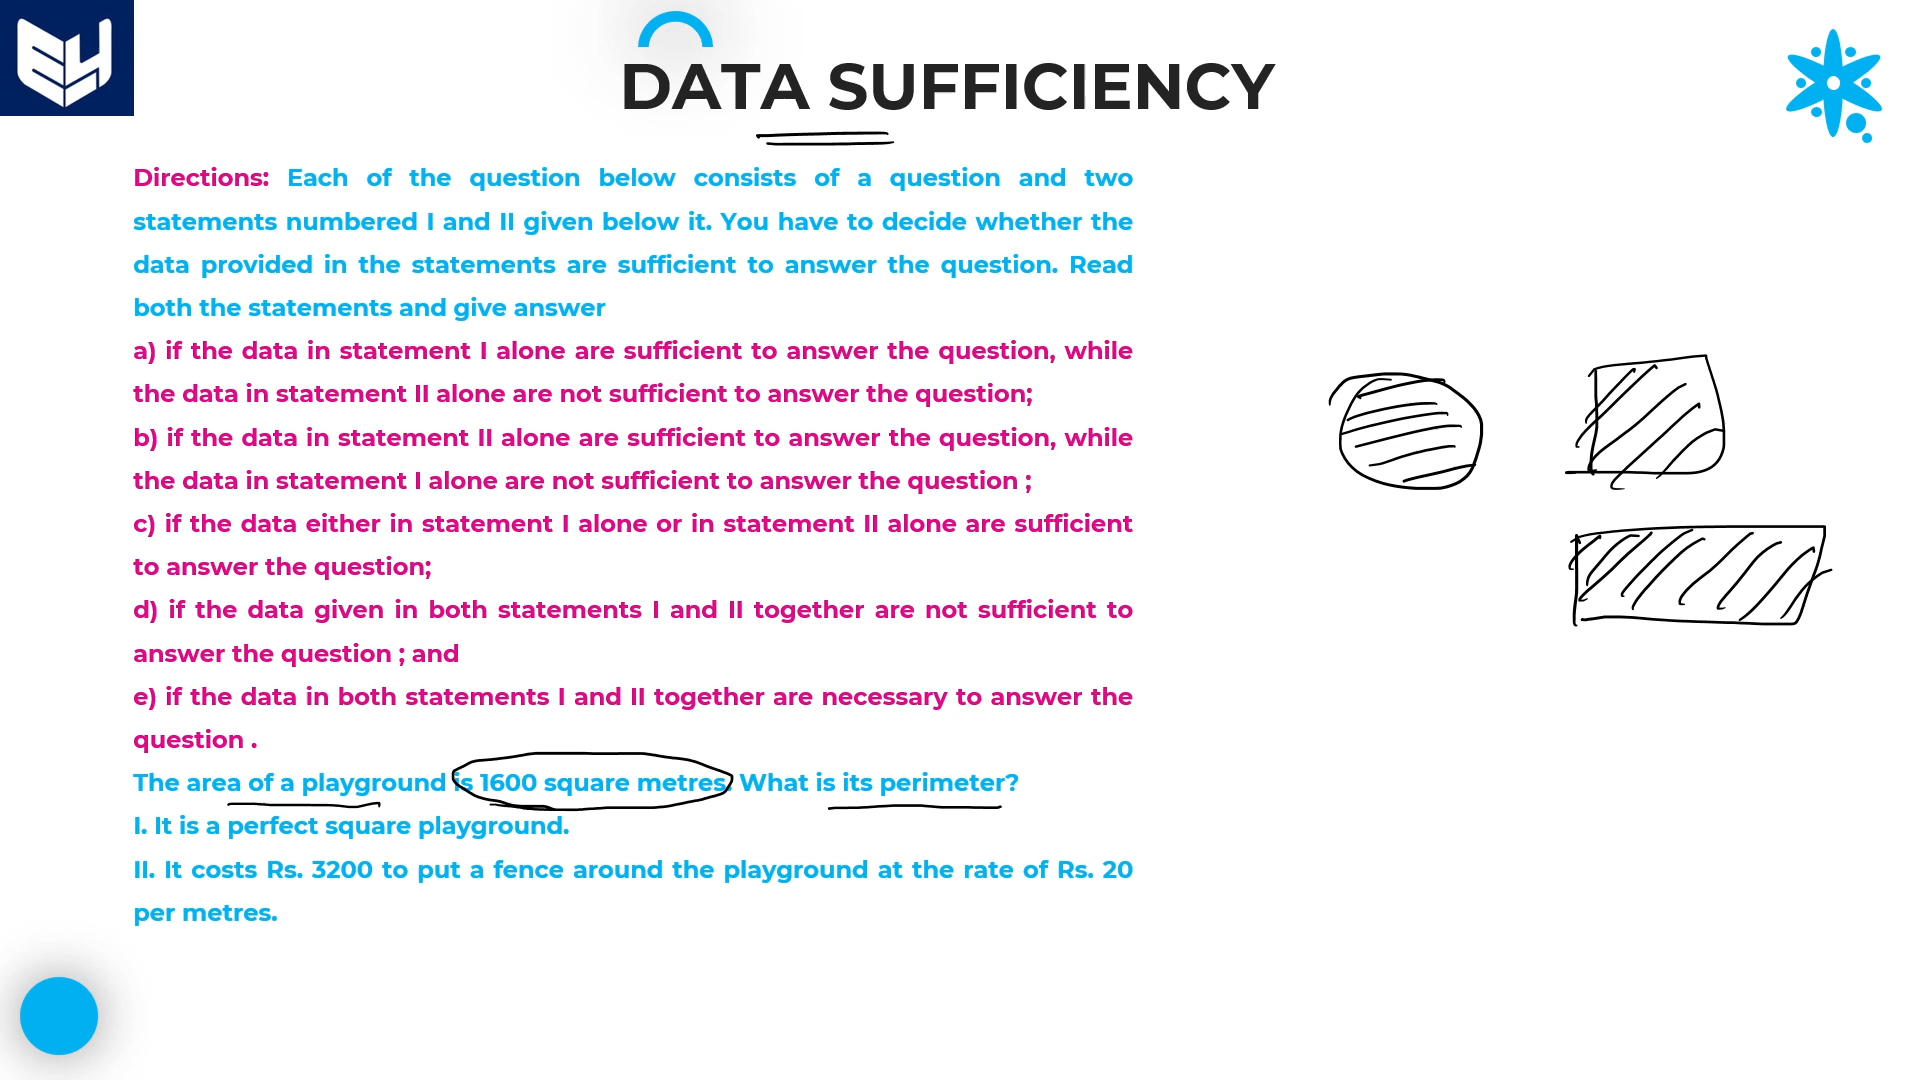 DATA SUFFICIENCY
Directions: Each of the question below consists of a question and two
statements numbered I and II given below it. You have to decide whether the
data provided in the statements are sufficient to answer the question. Read
both the statements and give answer
a) if the data in statement I alone are sufficient to answer the question, while
the data in statement II alone are not sufficient to answer the question;
b) if the data in statement II alone are sufficient to answer the question, while
the data in statement I alone are not sufficient to answer the question ;
c) if the data either in statement I alone or in statement II alone are sufficient
to answer the question;
d) if the data given in both statements I and II together are not sufficient to
answer the question ; and
e) if the data in both statements I and II together are necessary to answer the
question .
The area of a playground is 1600 square metres. What is its perimeter?
I. It is a perfect square playground.
II. It costs Rs. 3200 to put a fence around the playground at the rate of Rs. 20
per metres.